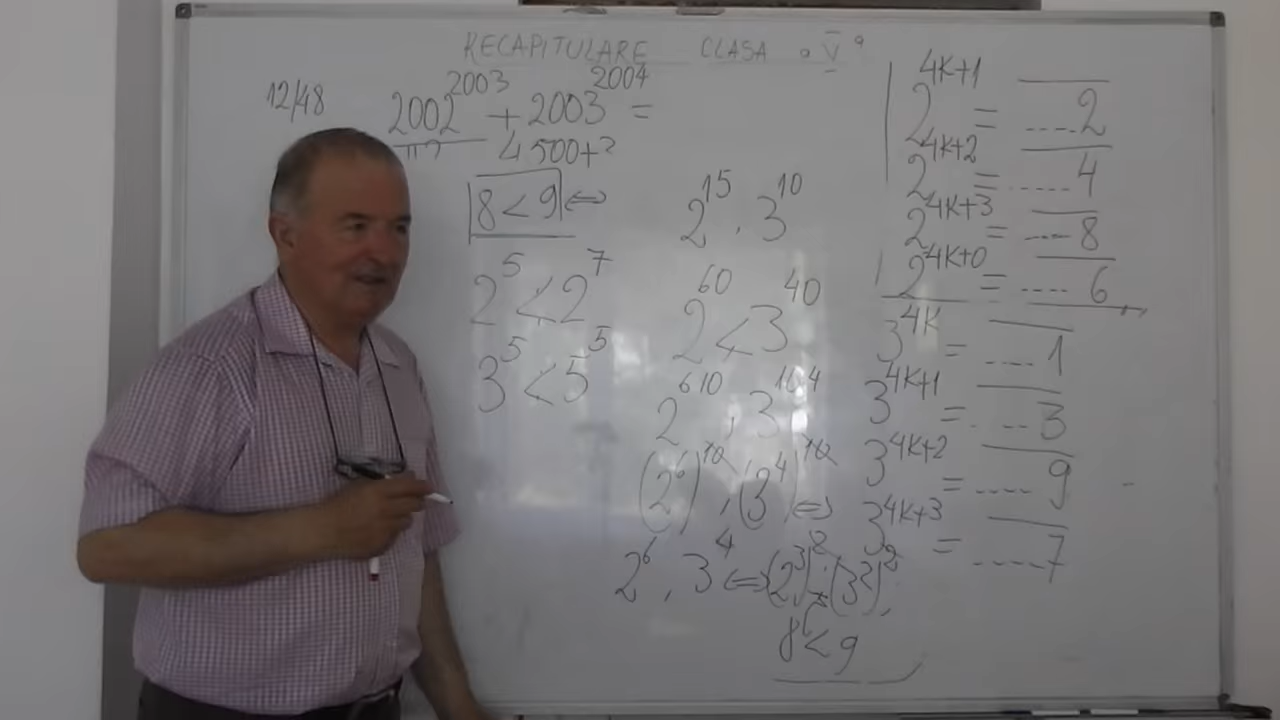 RECAPITULARE CLASA a V a
12/48 2002^2003 + 2003^2004 =
4 500+?
8 < 9 ⇔
2^5 < 2^7
3^5 < 5^5
2^15 , 3^10
2^60 < 3^40
2^6·10 , 3^10·4
(2^6)^10 , (3^4)^10 ⇔
2^6 , 3^4 ⇔ (2^3)^2 , (3^2)^2
8 < 9
2^4K+1 = ....2
2^4K+2 = .....4
2^4K+3 = ....8
2^4K+0 = .... 6
3^4K = ....1
3^4K+1 = ....3
3^4K+2 = ....9
3^4K+3 = .....7